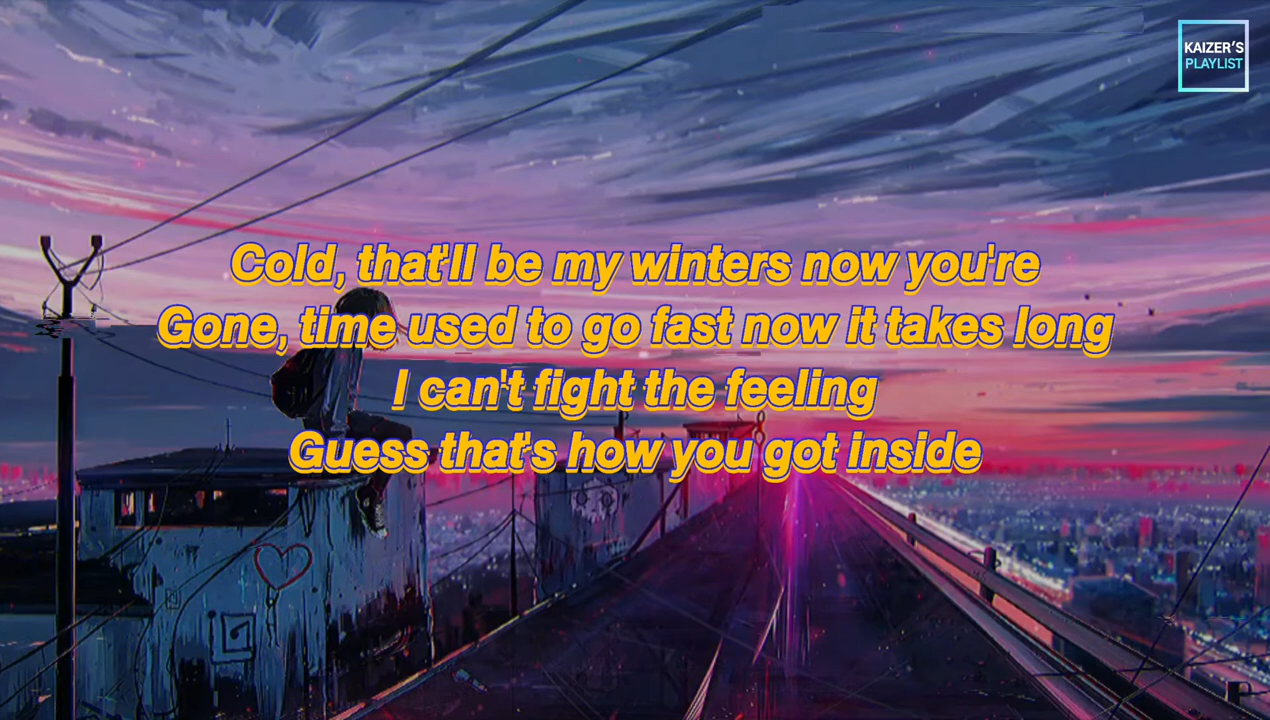 KAIZER'S
PLAYLIST
Cold, that'll be my winters now you're
Gone, time used to go fast now it takes long
I can't fight the feeling
Guess that's how you got inside